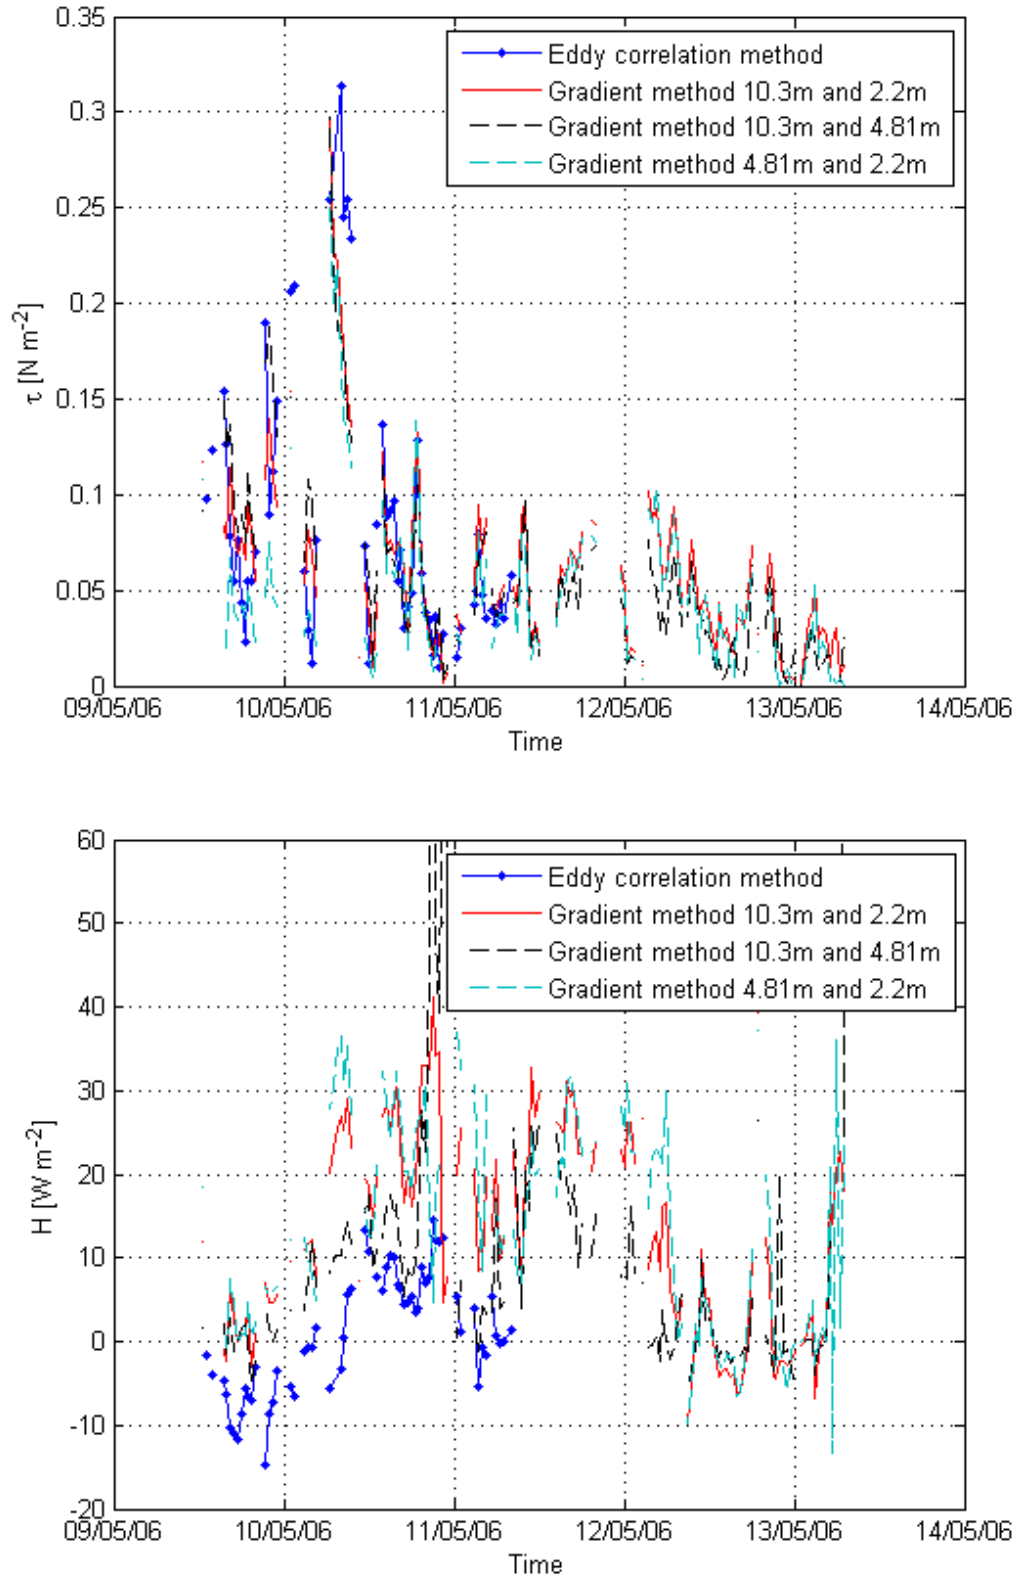 0.35
0.3
0.25
0.2
0.15
0.1
0.05
0
τ [N m-2]
Eddy correlation method
Gradient method 10.3m and 2.2m
Gradient method 10.3m and 4.81m
Gradient method 4.81m and 2.2m
09/05/06 10/05/06 11/05/06 12/05/06 13/05/06 14/05/06
Time
60
50
40
30
20
10
0
-10
-20
H [W m-2]
Eddy correlation method
Gradient method 10.3m and 2.2m
Gradient method 10.3m and 4.81m
Gradient method 4.81m and 2.2m
09/05/06 10/05/06 11/05/06 12/05/06 13/05/06 14/05/06
Time